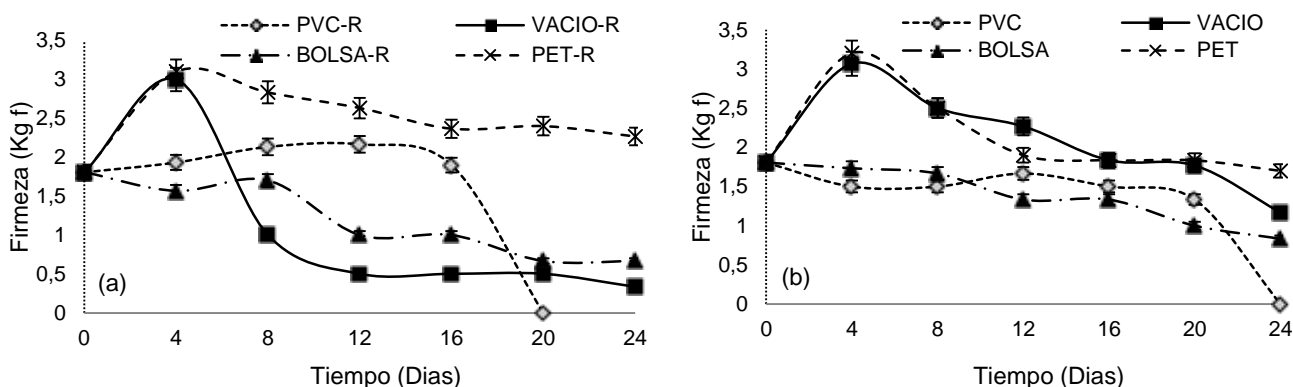 PVC-R VACIO-R
BOLSA-R PET-R
3,5
3
2,5
2
1,5
1
0,5
0
Firmeza (Kg f)
(a)
0 4 8 12 16 20 24
Tiempo (Dias)
PVC VACIO
BOLSA PET
3,5
3
2,5
2
1,5
1
0,5
0
Firmeza (Kg f)
(b)
0 4 8 12 16 20 24
Tiempo (Dias)